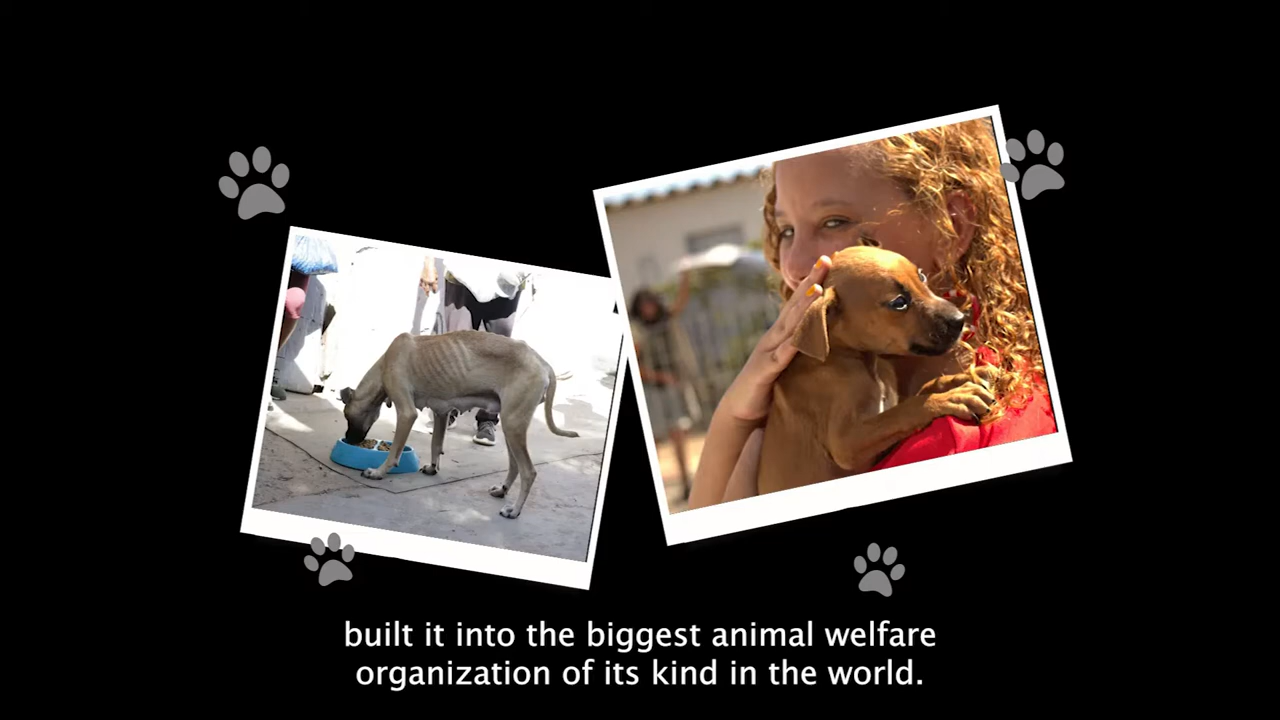 built it into the biggest animal welfare
organization of its kind in the world.